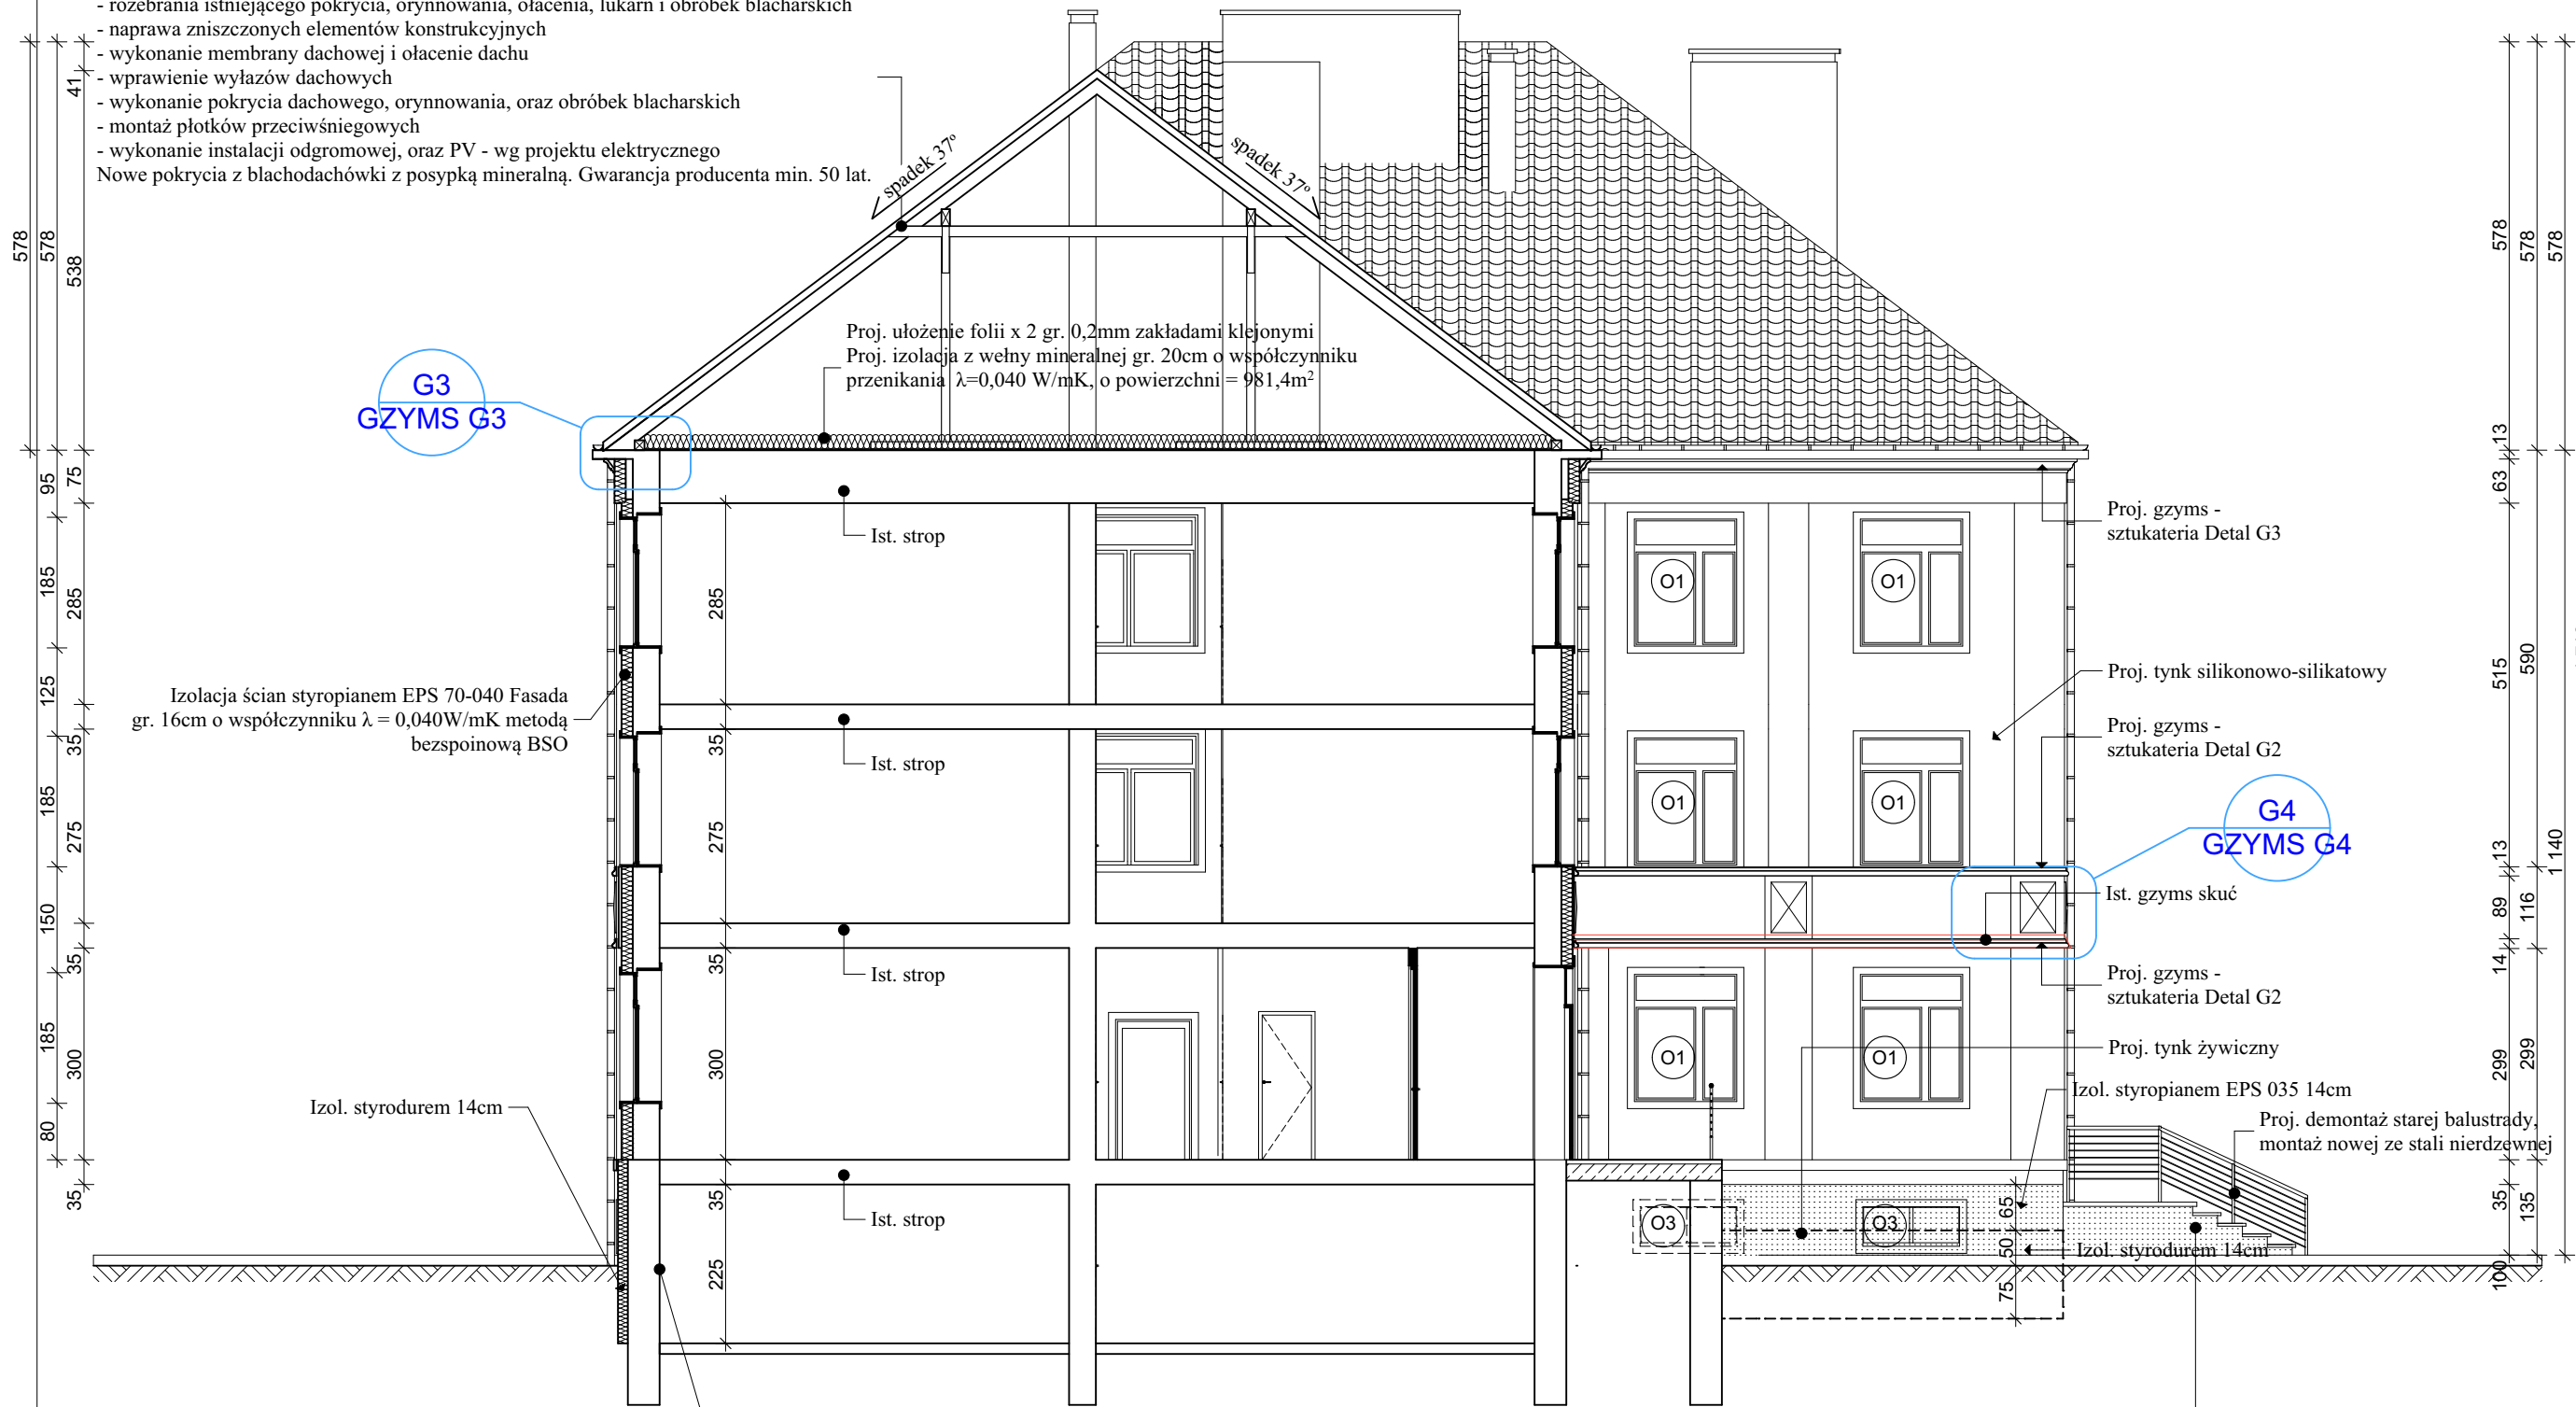 - rozebrania istniejącego pokrycia, orynnowania, ołacenia, lukarn i obróbek blacharskich
- naprawa zniszczonych elementów konstrukcyjnych
- wykonanie membrany dachowej i ołacenie dachu
- wprawienie wyłazów dachowych
- wykonanie pokrycia dachowego, orynnowania, oraz obróbek blacharskich
- montaż płotków przeciwśniegowych
- wykonanie instalacji odgromowej, oraz PV - wg projektu elektrycznego
Nowe pokrycia z blachodachówki z posypką mineralną. Gwarancja producenta min. 50 lat.
spadek 37º
spadek 37º
Proj. ułożenie folii x 2 gr. 0,2mm zakładami klejonymi
Proj. izolacja z wełny mineralnej gr. 20cm o współczynniku
przenikania λ=0,040 W/mK, o powierzchni = 981,4m²
G3
GZYMS G3
Ist. strop
Ist. strop
Ist. strop
Ist. strop
Izolacja ścian styropianem EPS 70-040 Fasada
gr. 16cm o współczynniku λ = 0,040W/mK metodą
bezspoinową BSO
Izol. styrodurem 14cm
Proj. gzyms -
sztukateria Detal G3
Proj. tynk silikonowo-silikatowy
Proj. gzyms -
sztukateria Detal G2
G4
GZYMS G4
Ist. gzyms skuć
Proj. gzyms -
sztukateria Detal G2
Proj. tynk żywiczny
Izol. styropianem EPS 035 14cm
Proj. demontaż starej balustrady,
montaż nowej ze stali nierdzewnej
Izol. styrodurem 14cm
O1
O1
O1
O1
O1
O1
O3
O3
578
578
95
185
125
185
150
185
80
41
538
75
285
35
275
35
300
35
285
35
275
35
300
35
225
65
50
75
578
13
63
515
13
89
14
299
35
100
578
590
116
299
135
578
1 140